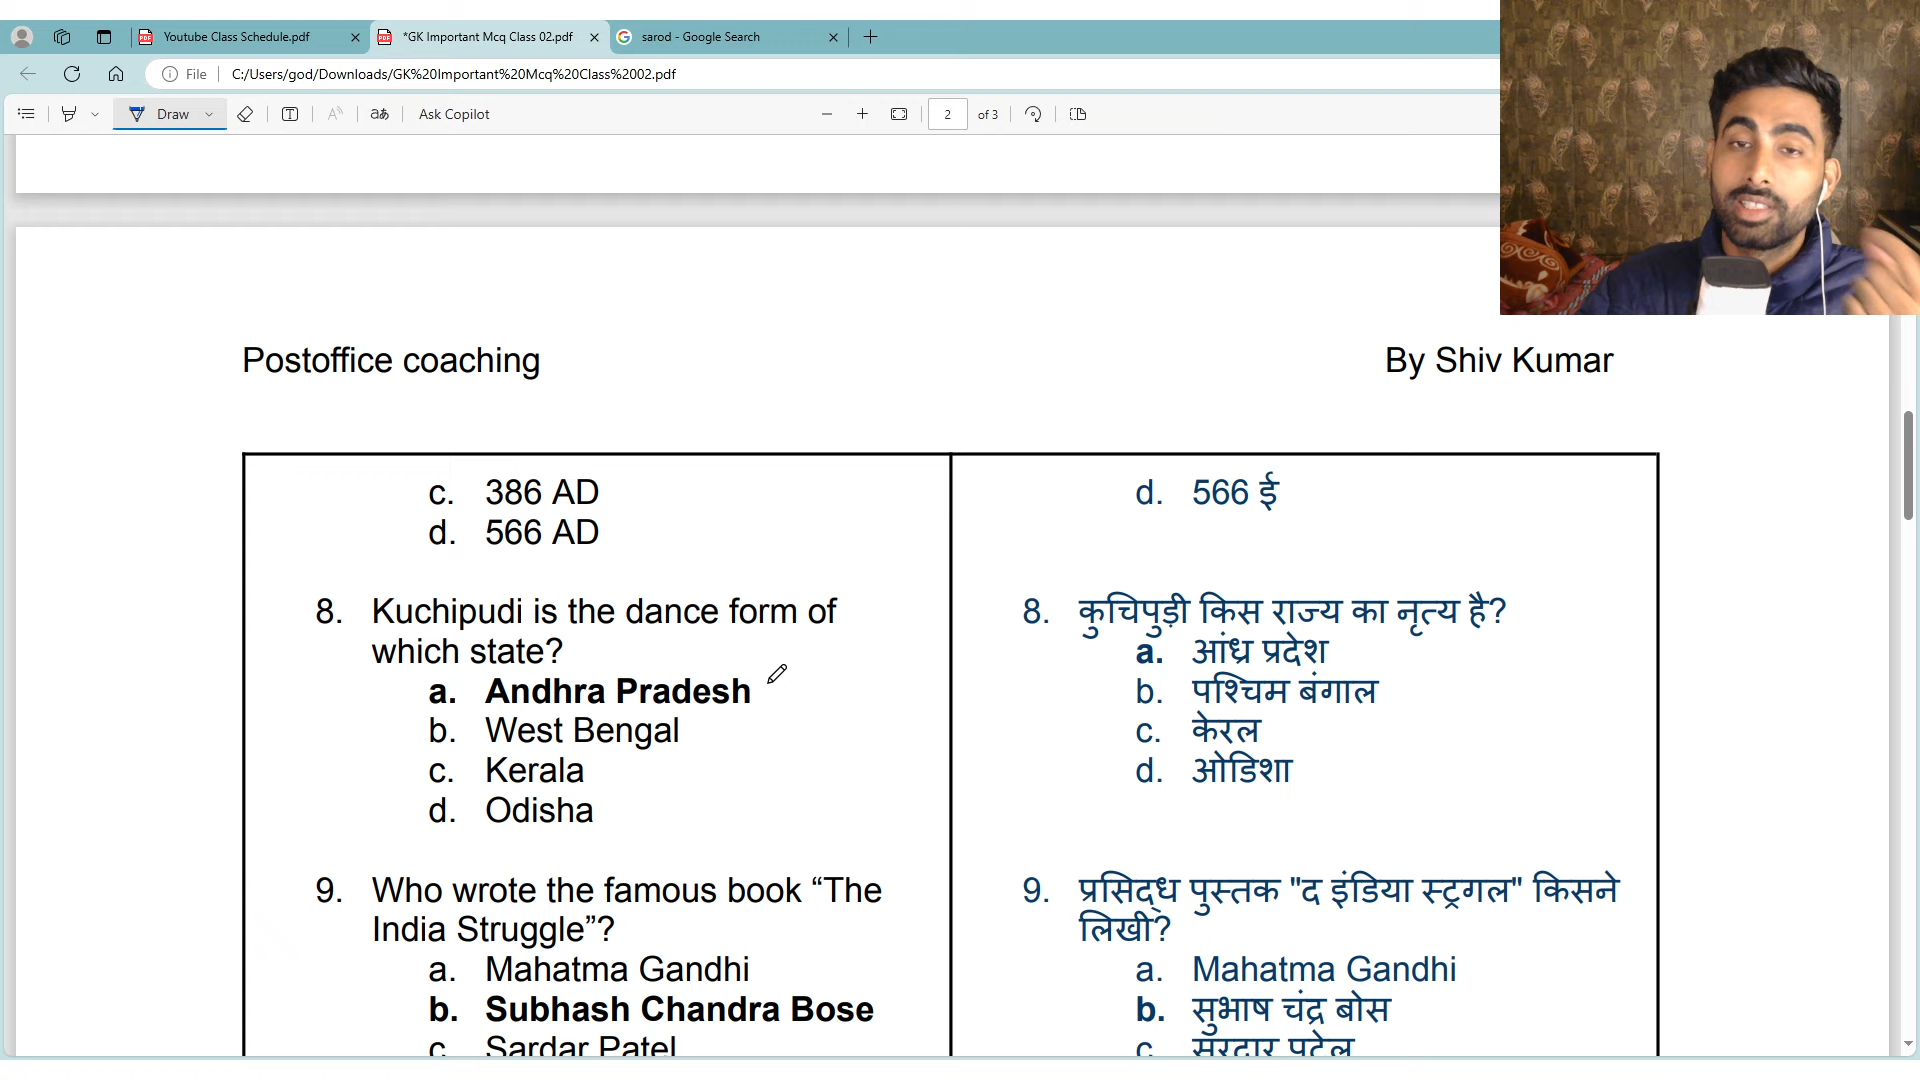 Youtube Class Schedule.pdf
*GK Important Mcq Class 02.pdf
sarod - Google Search
File
C:/Users/god/Downloads/GK%20Important%20Mcq%20Class%2002.pdf
Draw
aあ
Ask Copilot
2
of 3
Postoffice coaching
By Shiv Kumar
c. 386 AD
d. 566 AD
8. Kuchipudi is the dance form of
which state?
a. Andhra Pradesh
b. West Bengal
c. Kerala
d. Odisha
9. Who wrote the famous book “The
India Struggle”?
a. Mahatma Gandhi
b. Subhash Chandra Bose
c. Sardar Patel
d. 566 ई
8. कुचिपुड़ी किस राज्य का नृत्य है?
a. आंध्र प्रदेश
b. पश्चिम बंगाल
c. केरल
d. ओडिशा
9. प्रसिद्ध पुस्तक "द इंडिया स्ट्रगल" किसने
लिखी?
a. Mahatma Gandhi
b. सुभाष चंद्र बोस
c. सरदार पटेल